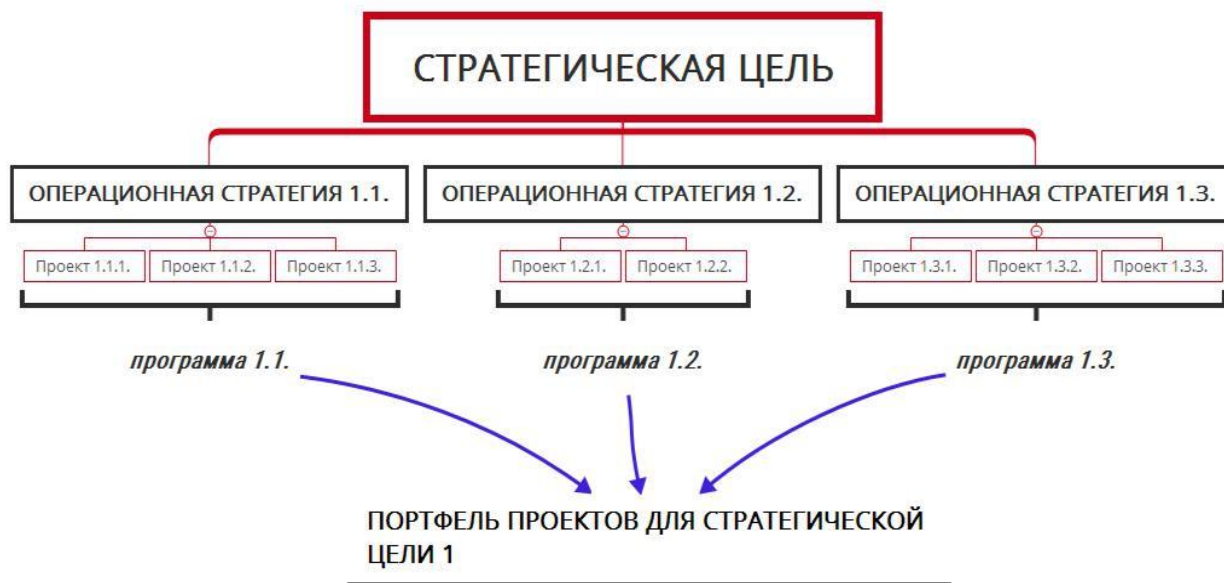 СТРАТЕГИЧЕСКАЯ ЦЕЛЬ
ОПЕРАЦИОННАЯ СТРАТЕГИЯ 1.1.
ОПЕРАЦИОННАЯ СТРАТЕГИЯ 1.2.
ОПЕРАЦИОННАЯ СТРАТЕГИЯ 1.3.
Проект 1.1.1.
Проект 1.1.2.
Проект 1.1.3.
Проект 1.2.1.
Проект 1.2.2.
Проект 1.3.1.
Проект 1.3.2.
Проект 1.3.3.
программа 1.1.
программа 1.2.
программа 1.3.
ПОРТФЕЛЬ ПРОЕКТОВ ДЛЯ СТРАТЕГИЧЕСКОЙ
ЦЕЛИ 1